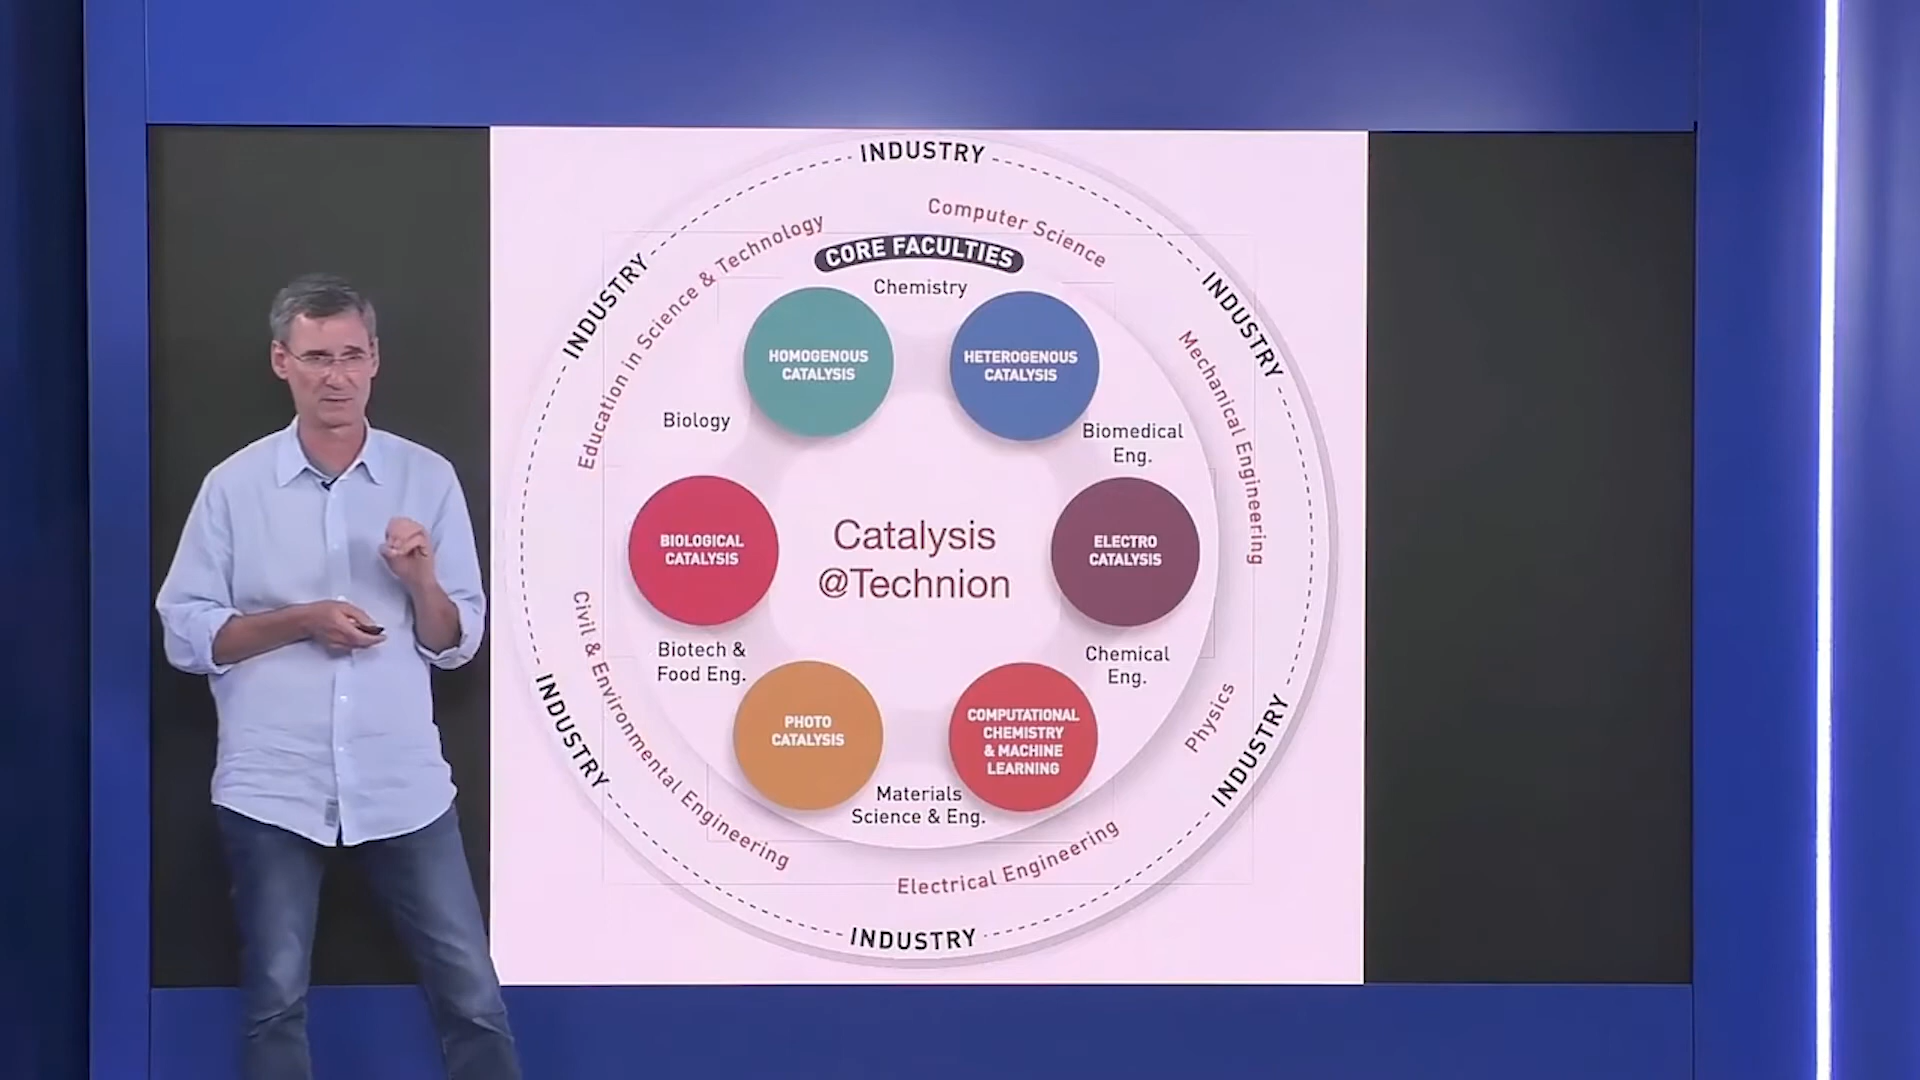 INDUSTRY
Computer Science
Education in Science & Technology
CORE FACULTIES
Chemistry
INDUSTRY
INDUSTRY
HOMOGENOUS
CATALYSIS
HETEROGENOUS
CATALYSIS
Mechanical Engineering
Biology
Biomedical
Eng.
BIOLOGICAL
CATALYSIS
Catalysis
@Technion
ELECTRO
CATALYSIS
Civil & Environmental Engineering
Biotech &
Food Eng.
Chemical
Eng.
INDUSTRY
Physics
INDUSTRY
PHOTO
CATALYSIS
COMPUTATIONAL
CHEMISTRY
& MACHINE
LEARNING
Materials
Science & Eng.
Electrical Engineering
INDUSTRY